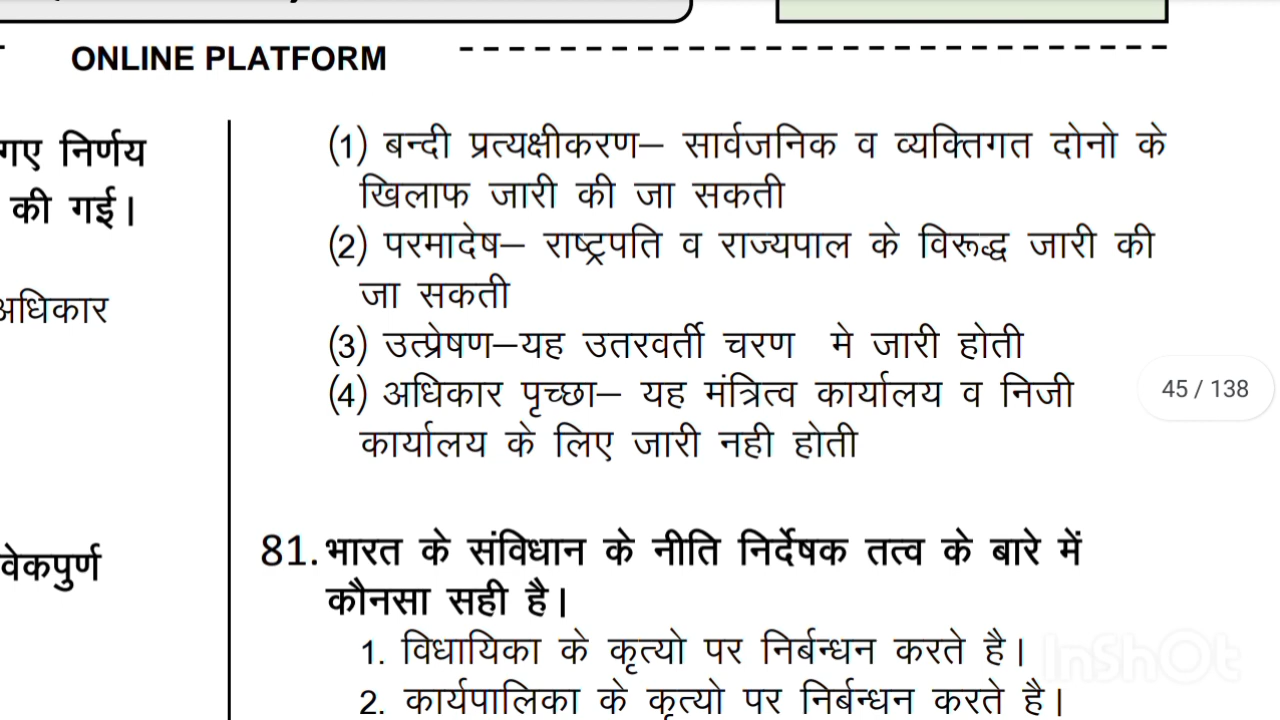 ONLINE PLATFORM
गए निर्णय
की गई।
अधिकार
वेकपुर्ण
(1) बन्दी प्रत्यक्षीकरण– सार्वजनिक व व्यक्तिगत दोनो के
खिलाफ जारी की जा सकती
(2) परमादेष– राष्ट्रपति व राज्यपाल के विरूद्ध जारी की
जा सकती
(3) उत्प्रेषण–यह उतरवर्ती चरण मे जारी होती
(4) अधिकार पृच्छा– यह मंत्रित्व कार्यालय व निजी
कार्यालय के लिए जारी नही होती
45 / 138
81. भारत के संविधान के नीति निर्देषक तत्व के बारे में
कौनसा सही है।
1. विधायिका के कृत्यो पर निर्बन्धन करते है।
2. कार्यपालिका के कृत्यो पर निर्बन्धन करते है।
InShOt